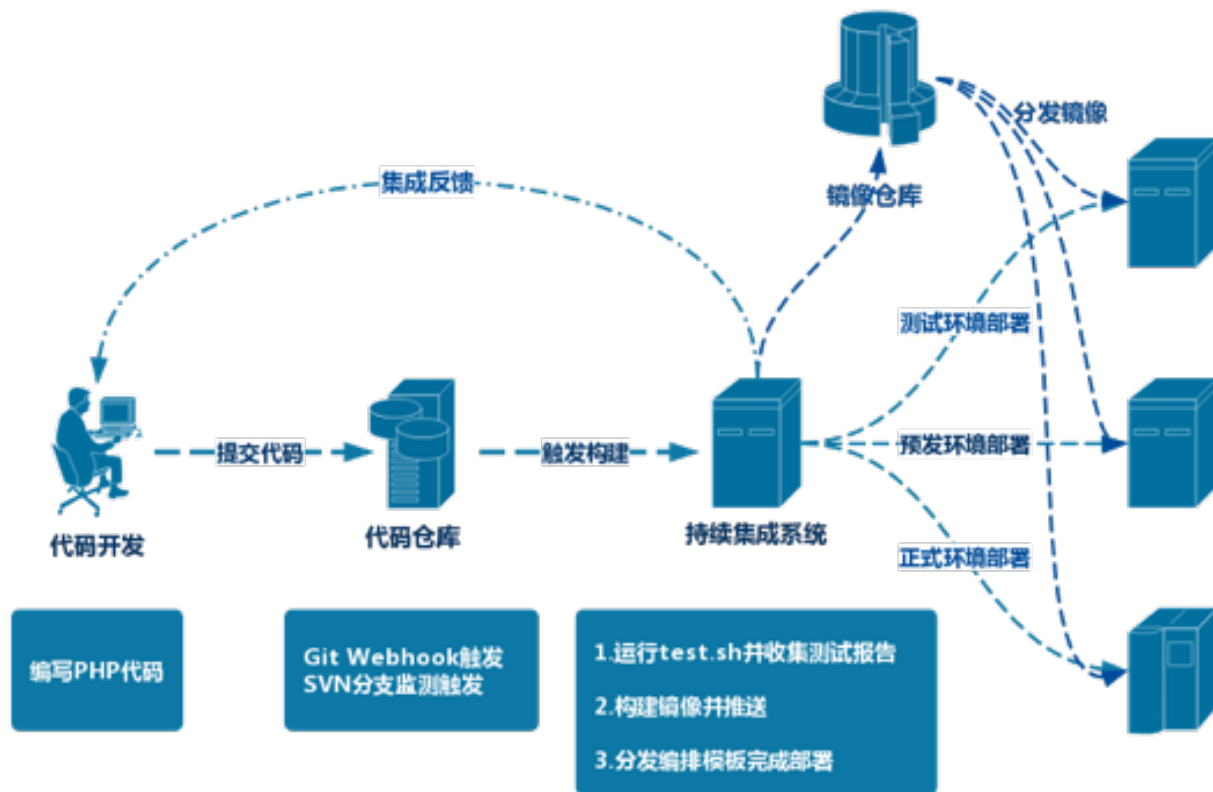 分发镜像
集成反馈
镜像仓库
测试环境部署
提交代码
触发构建
预发环境部署
代码开发
代码仓库
持续集成系统
正式环境部署
编写PHP代码
Git Webhook触发
SVN分支监测触发
1.运行test.sh并收集测试报告
2.构建镜像并推送
3.分发编排模板完成部署